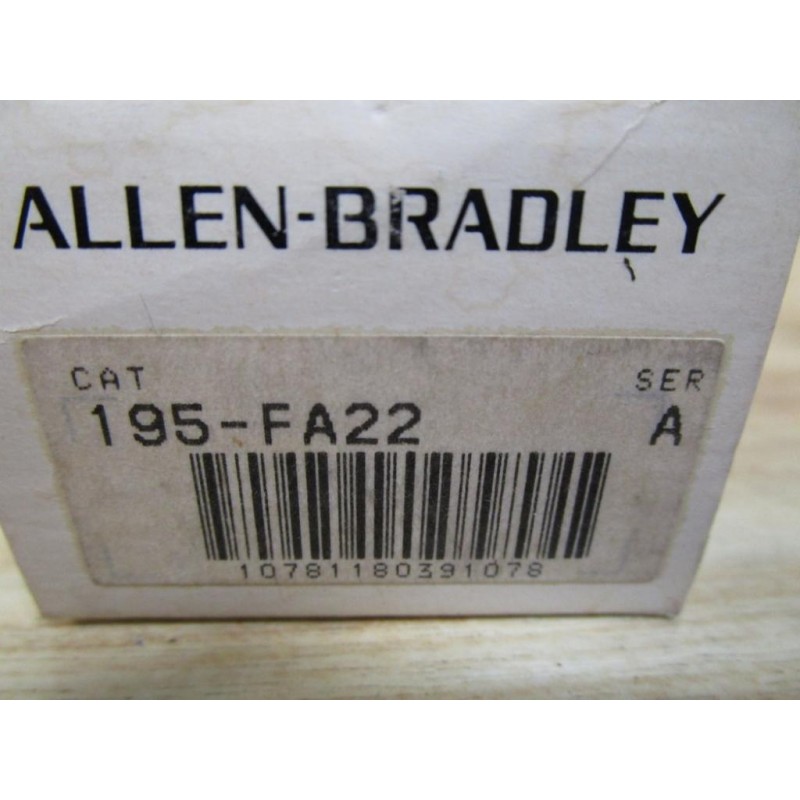 ALLEN-BRADLEY
CAT SER
195-FA22 A
10781180391078